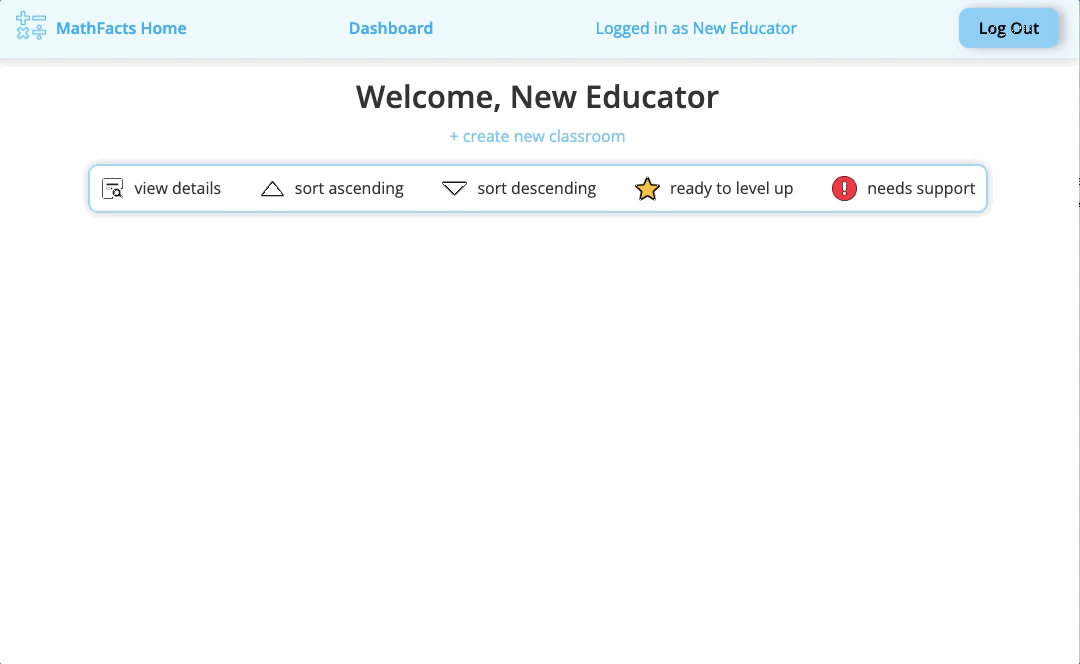 MathFacts Home Dashboard Logged in as New Educator Log Out
Welcome, New Educator
+ create new classroom
view details sort ascending sort descending ready to level up needs support